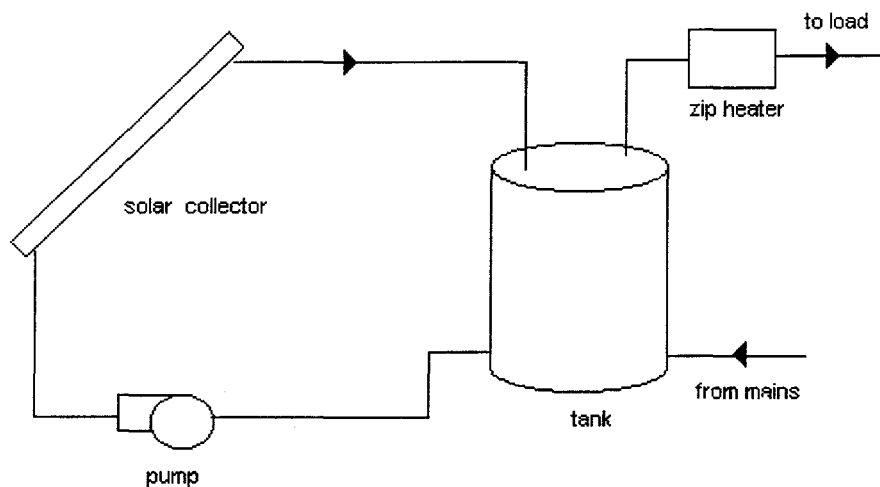 to load
zip heater
solar collector
from mains
tank
pump